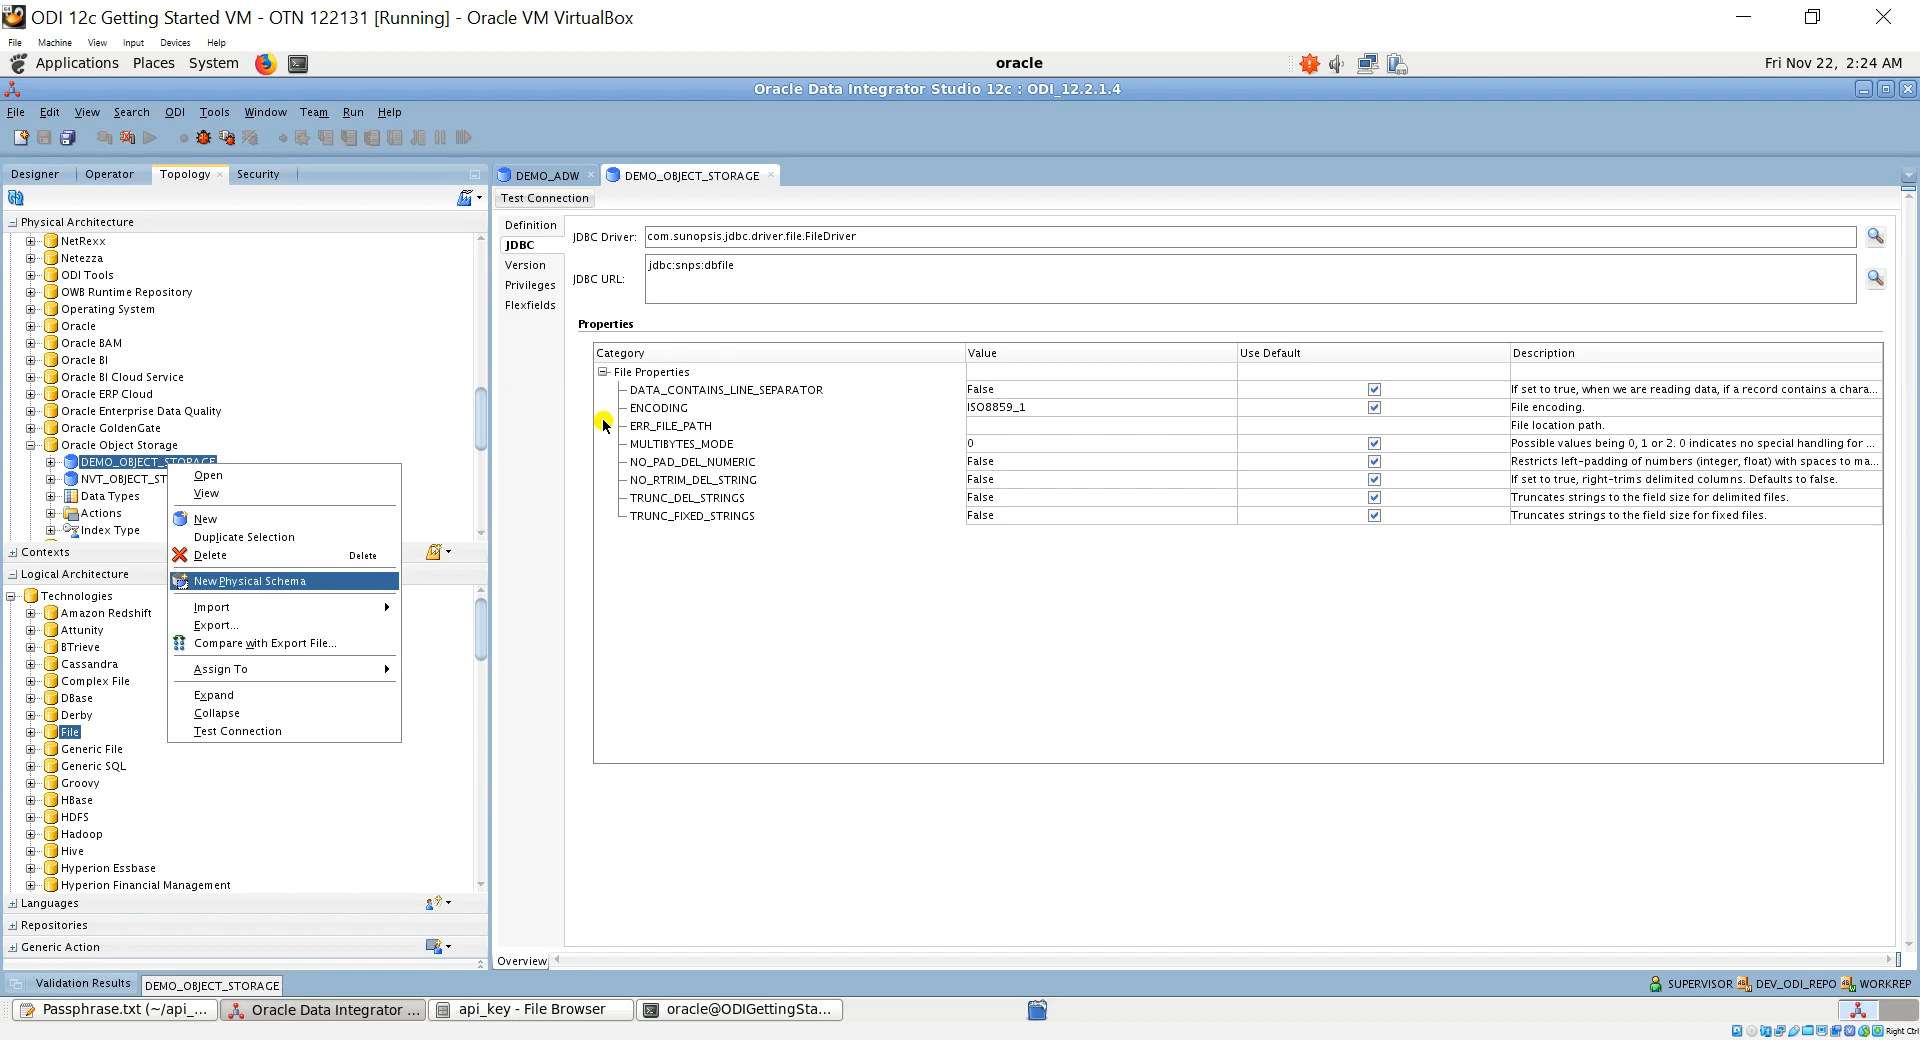 ODI 12c Getting Started VM - OTN 122131 [Running] - Oracle VM VirtualBox
File Machine View Input Devices Help
Applications Places System oracle Fri Nov 22, 2:24 AM
Oracle Data Integrator Studio 12c : ODI_12.2.1.4
File Edit View Search ODI Tools Window Team Run Help
Designer Operator Topology Security
DEMO_ADW DEMO_OBJECT_STORAGE
Test Connection
Physical Architecture
NetRexx
Netezza
ODI Tools
OWB Runtime Repository
Operating System
Oracle
Oracle BAM
Oracle BI
Oracle BI Cloud Service
Oracle ERP Cloud
Oracle Enterprise Data Quality
Oracle GoldenGate
Oracle Object Storage
DEMO_OBJECT_STORAGE
NVT_OBJECT_ST
Data Types
Actions
Index Type
Contexts
Logical Architecture
Technologies
Amazon Redshift
Attunity
BTrieve
Cassandra
Complex File
DBase
Derby
File
Generic File
Generic SQL
Groovy
HBase
HDFS
Hadoop
Hive
Hyperion Essbase
Hyperion Financial Management
Languages
Repositories
Generic Action
Open
View
New
Duplicate Selection
Delete Delete
New Physical Schema
Import
Export...
Compare with Export File...
Assign To
Expand
Collapse
Test Connection
Definition
JDBC
Version
Privileges
Flexfields
JDBC Driver: com.sunopsis.jdbc.driver.file.FileDriver
JDBC URL: jdbc:snps:dbfile
Properties
Category Value Use Default Description
File Properties
DATA_CONTAINS_LINE_SEPARATOR False If set to true, when we are reading data, if a record contains a chara...
ENCODING ISO8859_1 File encoding.
ERR_FILE_PATH File location path.
MULTIBYTES_MODE 0 Possible values being 0, 1 or 2. 0 indicates no special handling for ...
NO_PAD_DEL_NUMERIC False Restricts left-padding of numbers (integer, float) with spaces to ma...
NO_RTRIM_DEL_STRING False If set to true, right-trims delimited columns. Defaults to false.
TRUNC_DEL_STRINGS False Truncates strings to the field size for delimited files.
TRUNC_FIXED_STRINGS False Truncates strings to the field size for fixed files.
Overview
Validation Results DEMO_OBJECT_STORAGE SUPERVISOR DEV_ODI_REPO WORKREP
Passphrase.txt (~/api_... Oracle Data Integrator ... api_key - File Browser oracle@ODIGettingSta...
Right Ctrl